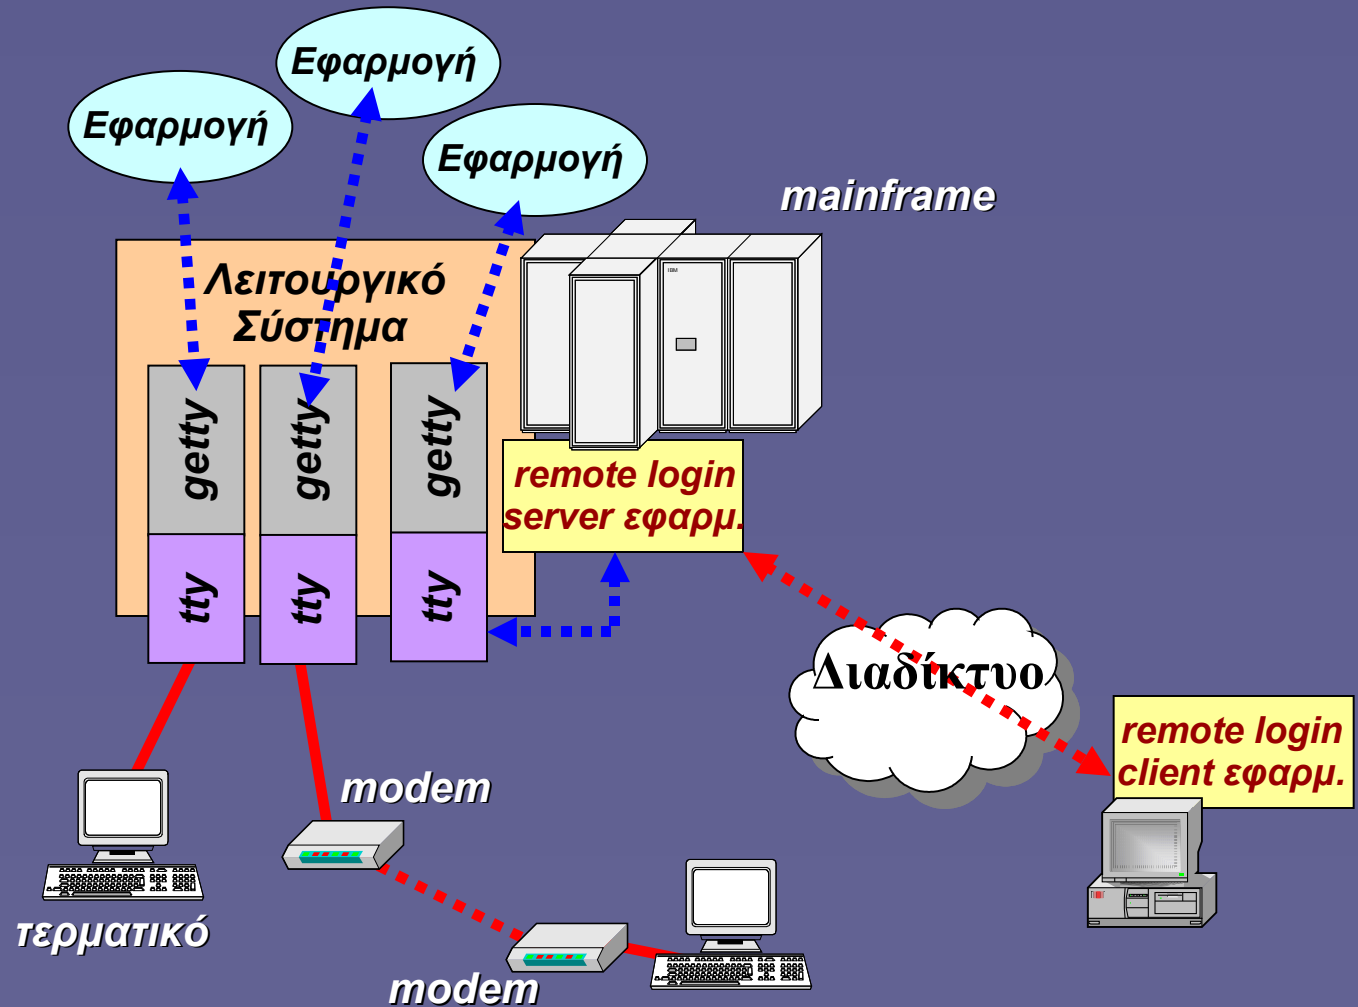 Εφαρμογή
Εφαρμογή
Εφαρμογή
mainframe
Λειτουργικό
Σύστημα
IBM
getty
getty
getty
remote login
server εφαρμ.
tty
tty
tty
Διαδίκτυο
remote login
client εφαρμ.
modem
τερματικό
modem